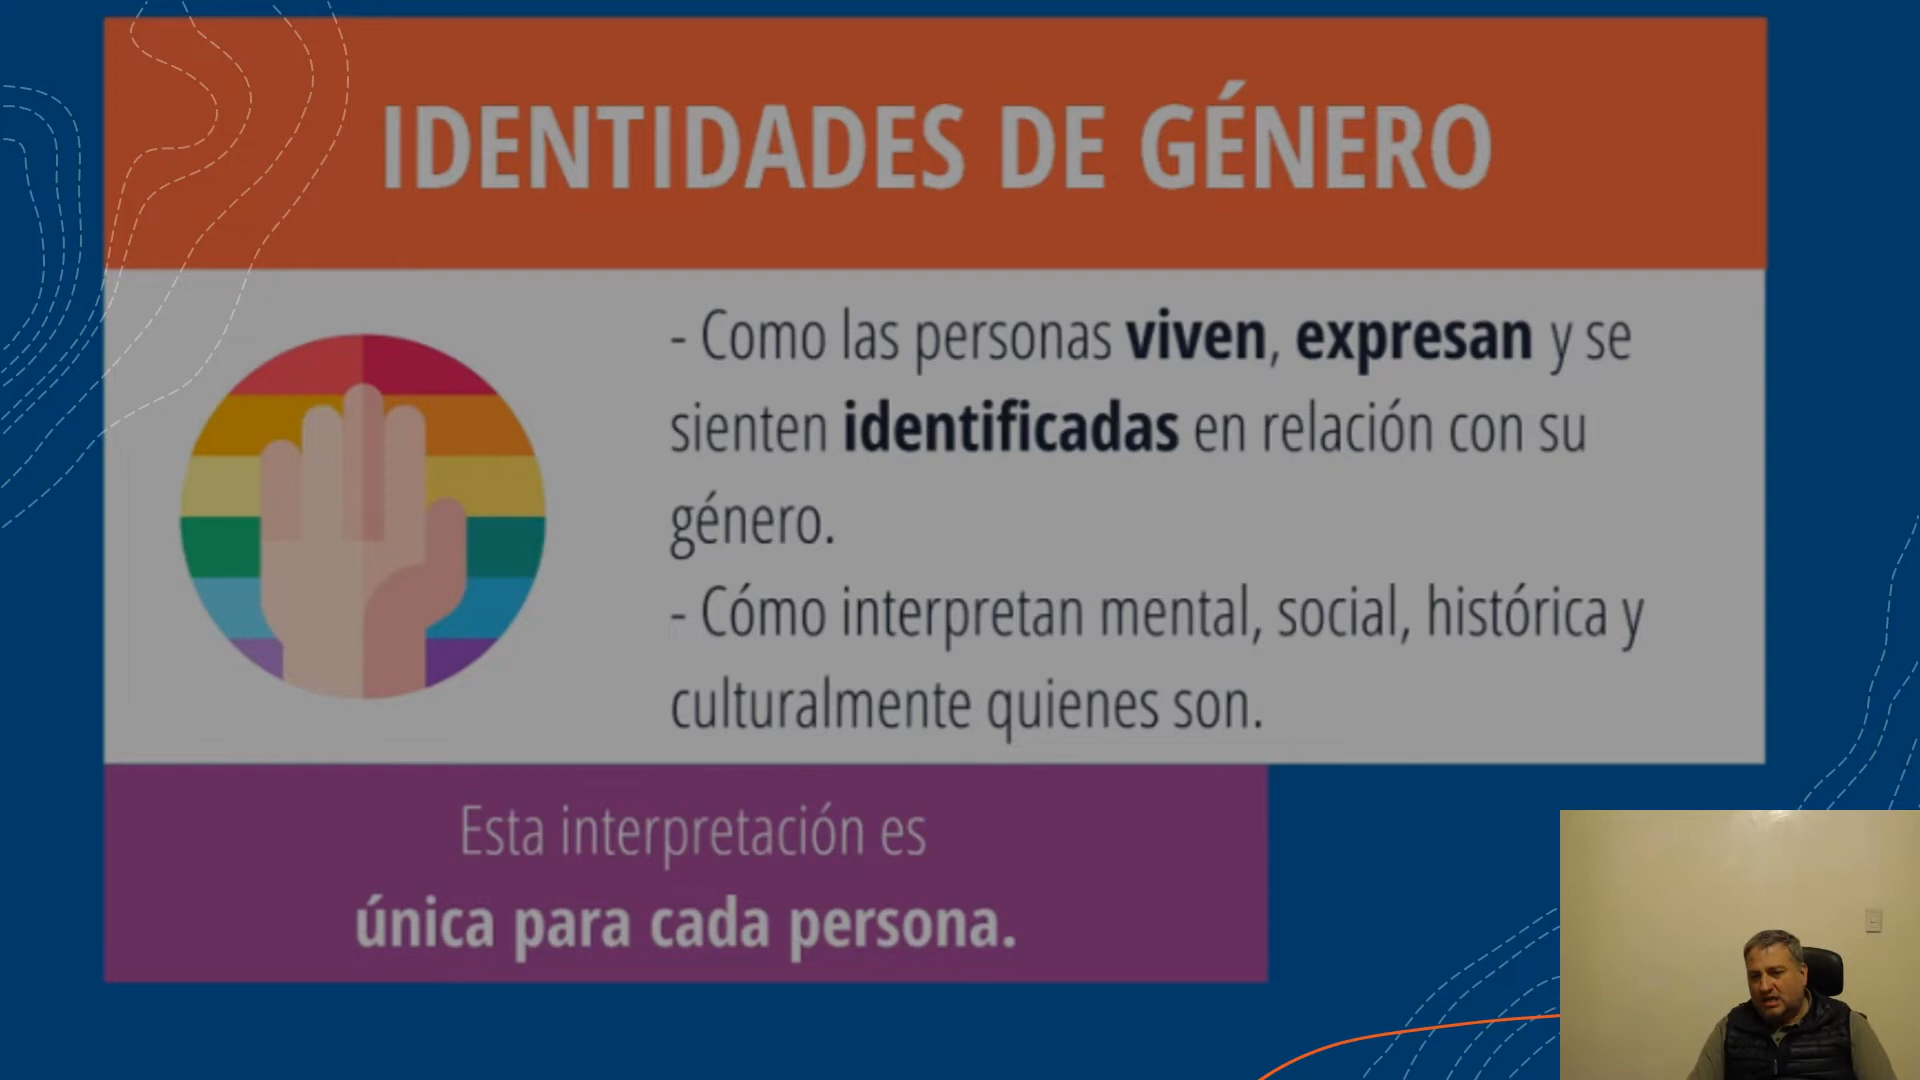 IDENTIDADES DE GÉNERO
- Como las personas viven, expresan y se
sienten identificadas en relación con su
género.
- Cómo interpretan mental, social, histórica y
culturalmente quienes son.
Esta interpretación es
única para cada persona.